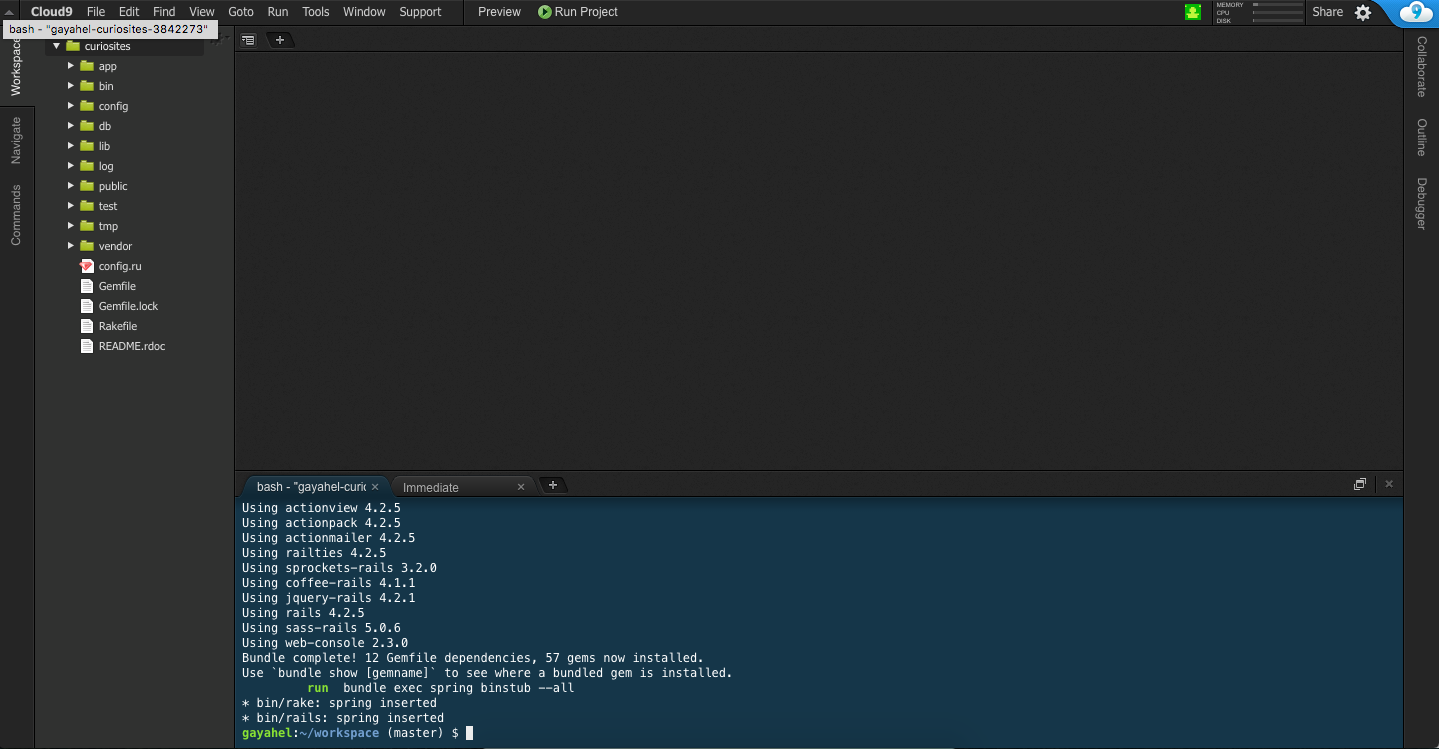 Cloud9 File Edit Find View Goto Run Tools Window Support Preview Run Project MEMORY CPU DISK Share 9
bash - "gayahel-curiosites-3842273"
Workspace
Navigate
Commands
curiosites
app
bin
config
db
lib
log
public
test
tmp
vendor
config.ru
Gemfile
Gemfile.lock
Rakefile
README.rdoc
Collaborate
Outline
Debugger
bash - "gayahel-curio × Immediate ×
Using actionview 4.2.5
Using actionpack 4.2.5
Using actionmailer 4.2.5
Using railties 4.2.5
Using sprockets-rails 3.2.0
Using coffee-rails 4.1.1
Using jquery-rails 4.2.1
Using rails 4.2.5
Using sass-rails 5.0.6
Using web-console 2.3.0
Bundle complete! 12 Gemfile dependencies, 57 gems now installed.
Use `bundle show [gemname]` to see where a bundled gem is installed.
run bundle exec spring binstub --all
* bin/rake: spring inserted
* bin/rails: spring inserted
gayahel:~/workspace (master) $